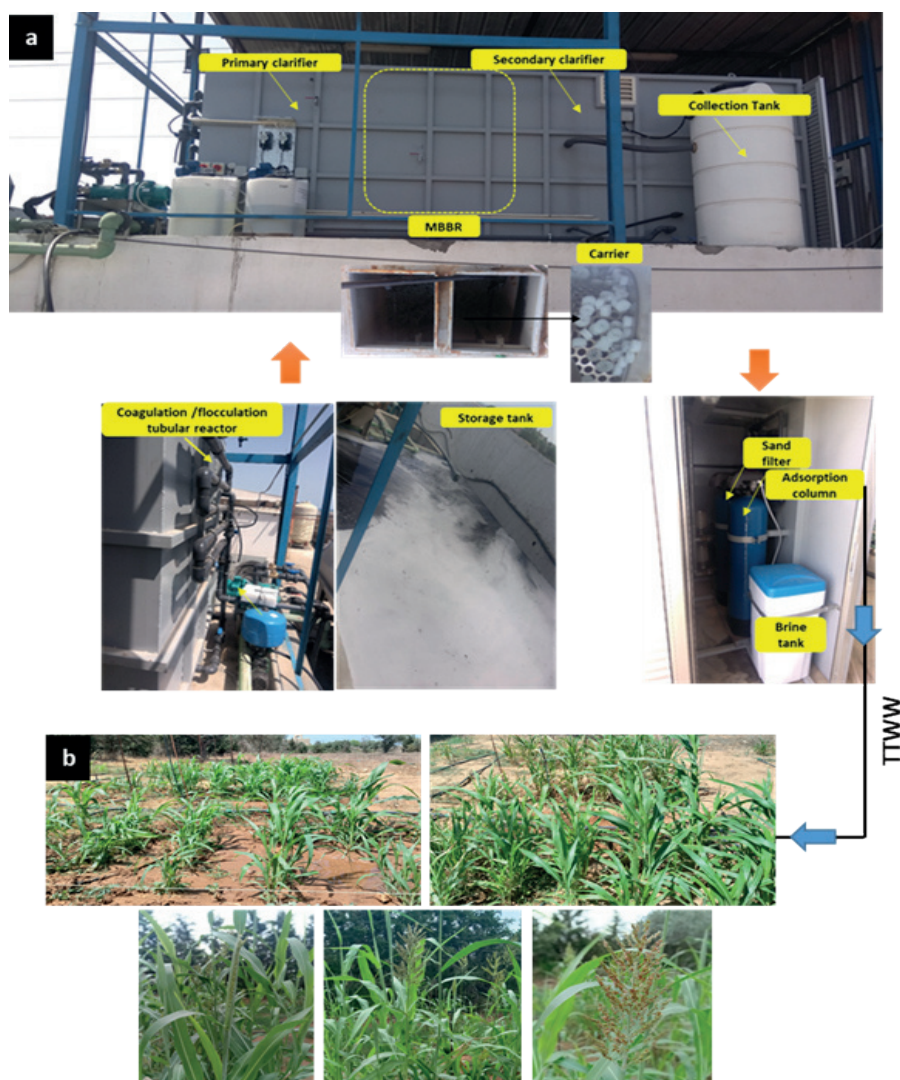 a
Primary clarifier
Secondary clarifier
Collection Tank
MBBR
Carrier
Coagulation /flocculation
tubular reactor
Storage tank
Sand
filter
Adsorption
column
Brine
tank
TTWW
b